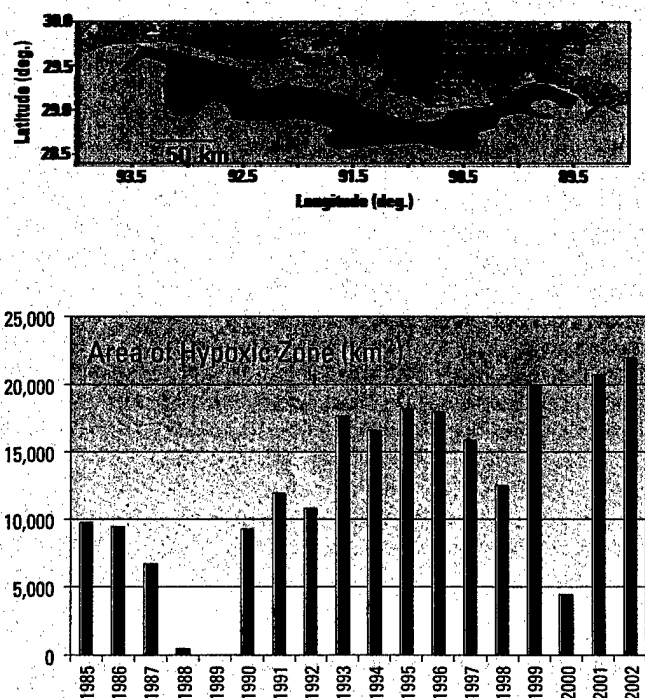 30.0
29.5
29.0
28.5
Latitude (deg.)
50 km
93.5 92.5 91.5 90.5 89.5
Longitude (deg.)
Area of Hypoxic Zone (km²)
25,000
20,000
15,000
10,000
5,000
0
1985 1986 1987 1988 1989 1990 1991 1992 1993 1994 1995 1996 1997 1998 1999 2000 2001 2002